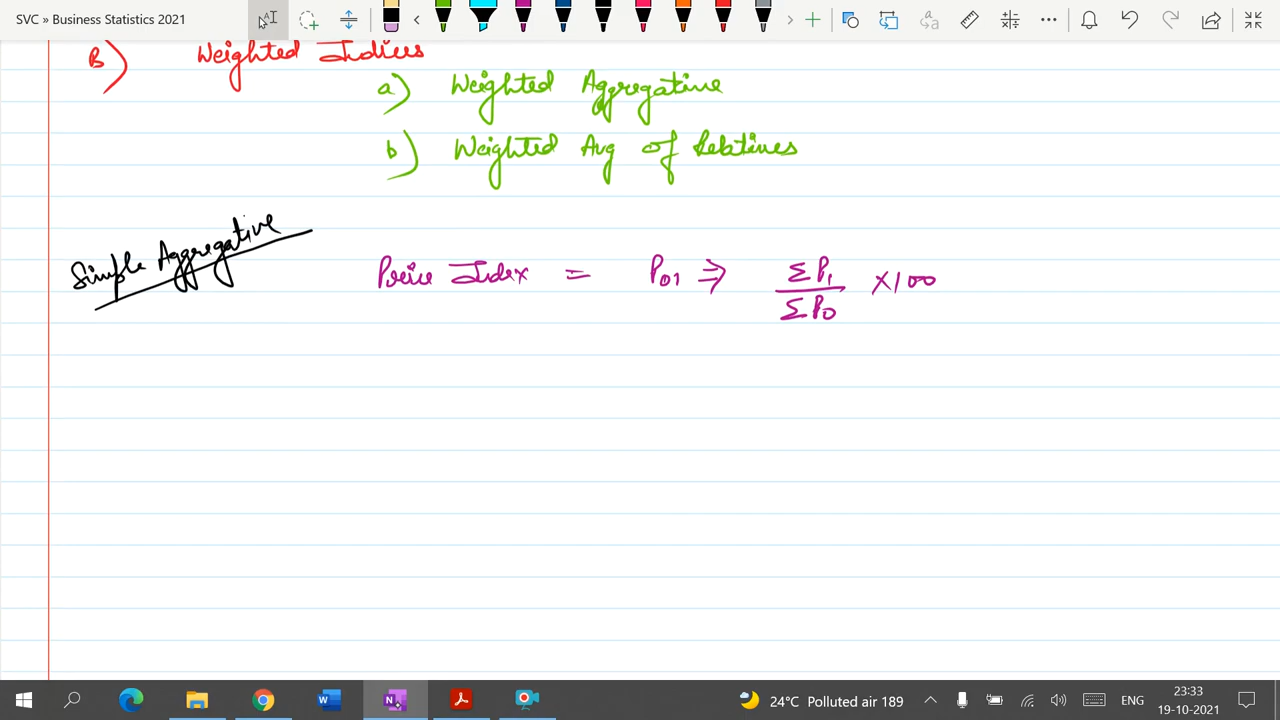 SVC » Business Statistics 2021
B) Weighted Indices
a) Weighted Aggregative
b) Weighted Avg of Relatives
Simple Aggregative
Price Index = P01 ⇒ ΣP1 / ΣP0 ×100
24°C Polluted air 189
ENG
23:33
19-10-2021